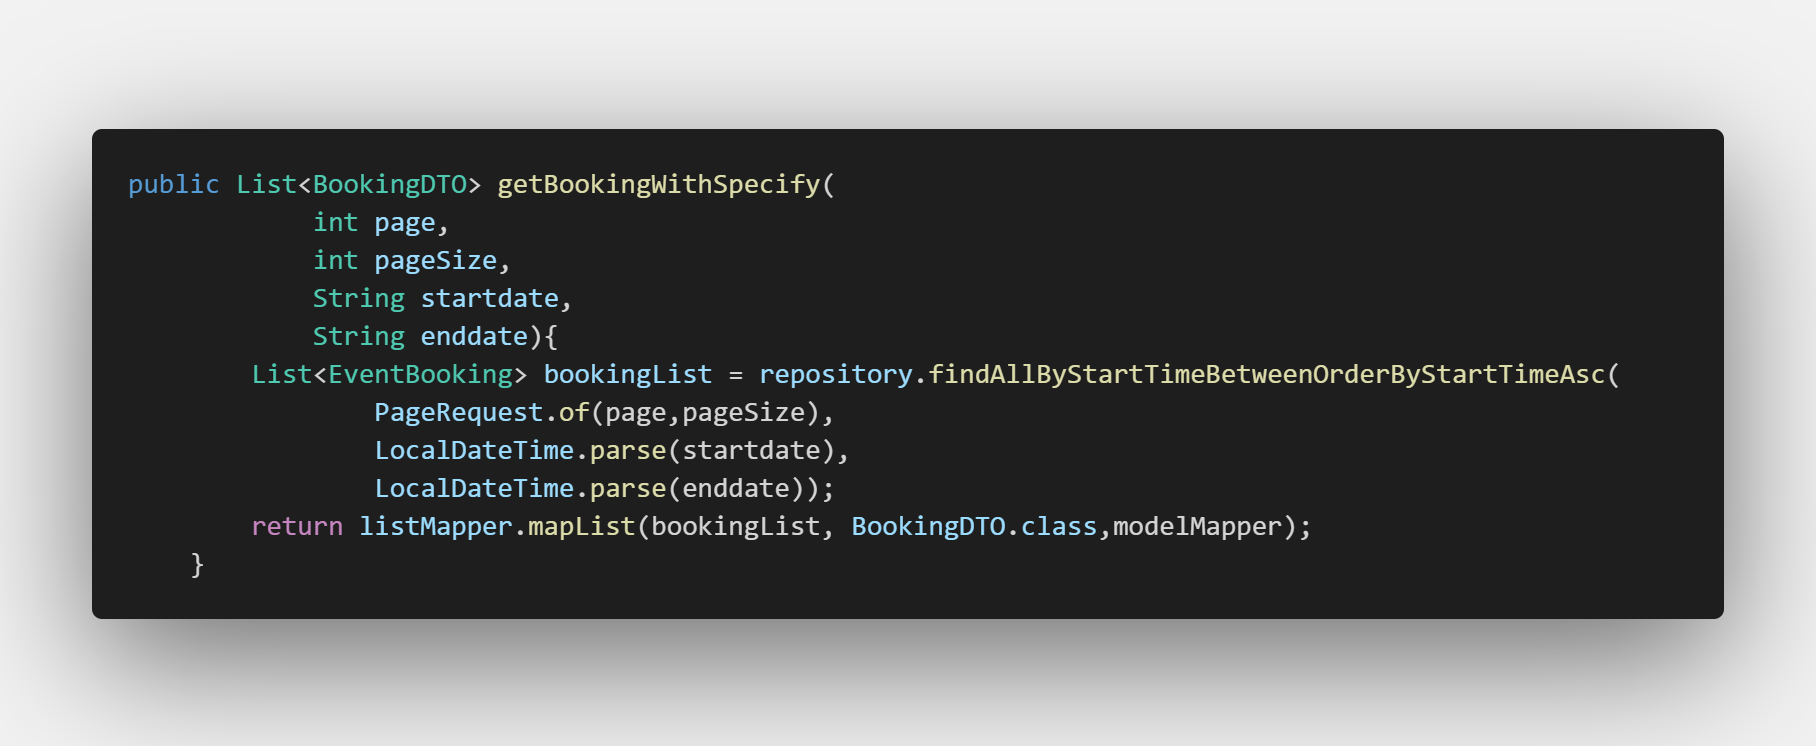 public List<BookingDTO> getBookingWithSpecify(
            int page,
            int pageSize,
            String startdate,
            String enddate){
        List<EventBooking> bookingList = repository.findAllByStartTimeBetweenOrderByStartTimeAsc(
                PageRequest.of(page,pageSize),
                LocalDateTime.parse(startdate),
                LocalDateTime.parse(enddate));
        return listMapper.mapList(bookingList, BookingDTO.class,modelMapper);
    }